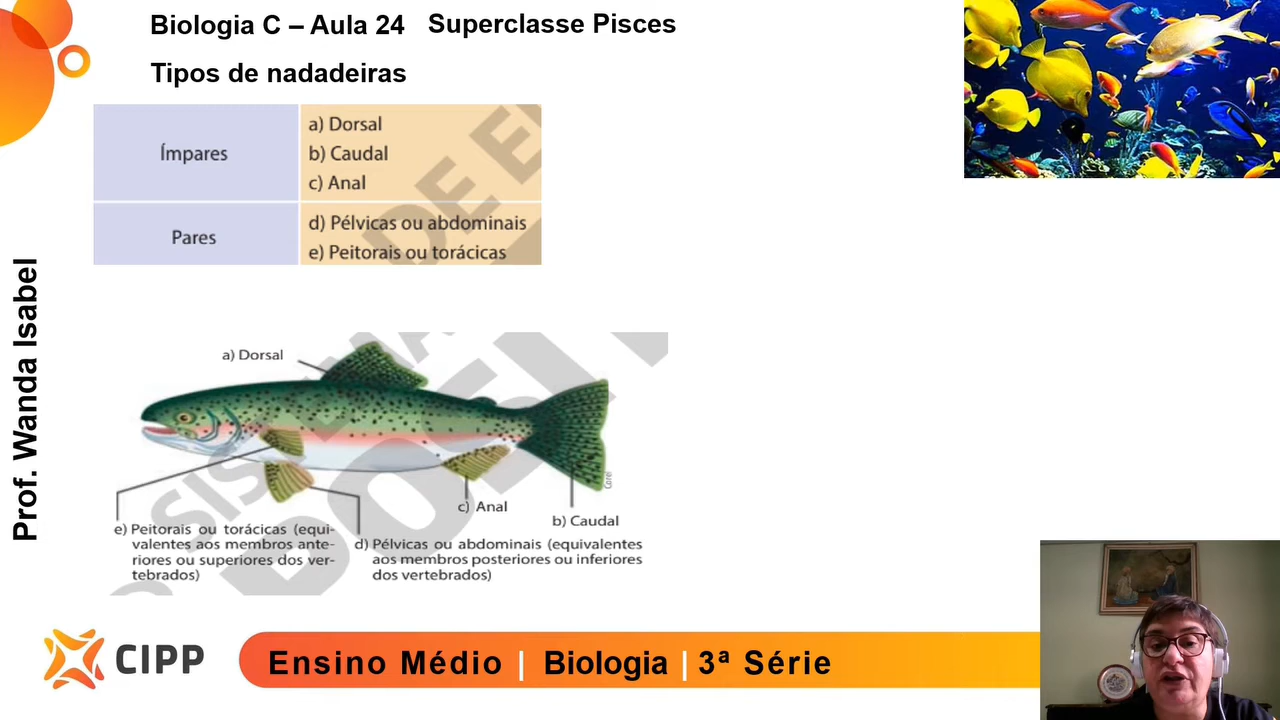 Biologia C – Aula 24 Superclasse Pisces
Tipos de nadadeiras
Ímpares
a) Dorsal
b) Caudal
c) Anal
Pares
d) Pélvicas ou abdominais
e) Peitorais ou torácicas
Prof. Wanda Isabel
a) Dorsal
c) Anal
b) Caudal
e) Peitorais ou torácicas (equi-
valentes aos membros ante-
riores ou superiores dos ver-
tebrados)
d) Pélvicas ou abdominais (equivalentes
aos membros posteriores ou inferiores
dos vertebrados)
Corel
CIPP
Ensino Médio | Biologia | 3ª Série